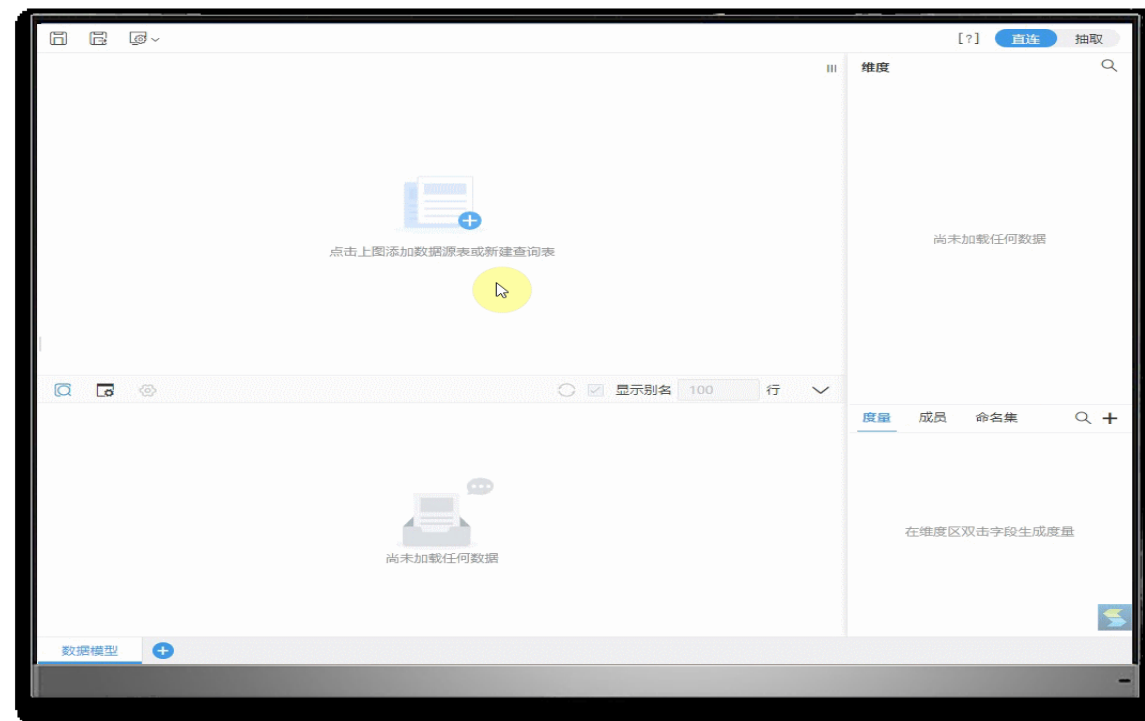 [?] 直连 抽取
维度
点击上图添加数据源表或新建查询表
尚未加载任何数据
显示别名 100 行
度量 成员 命名集
尚未加载任何数据
在维度区双击字段生成度量
数据模型